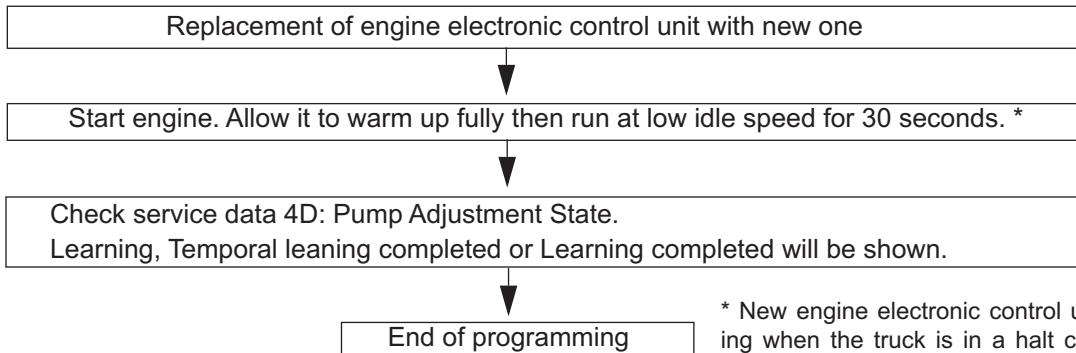 Replacement of engine electronic control unit with new one
Start engine. Allow it to warm up fully then run at low idle speed for 30 seconds. *
Check service data 4D: Pump Adjustment State.
Learning, Temporal leaning completed or Learning completed will be shown.
End of programming
* New engine electronic control
ing when the truck is in a halt